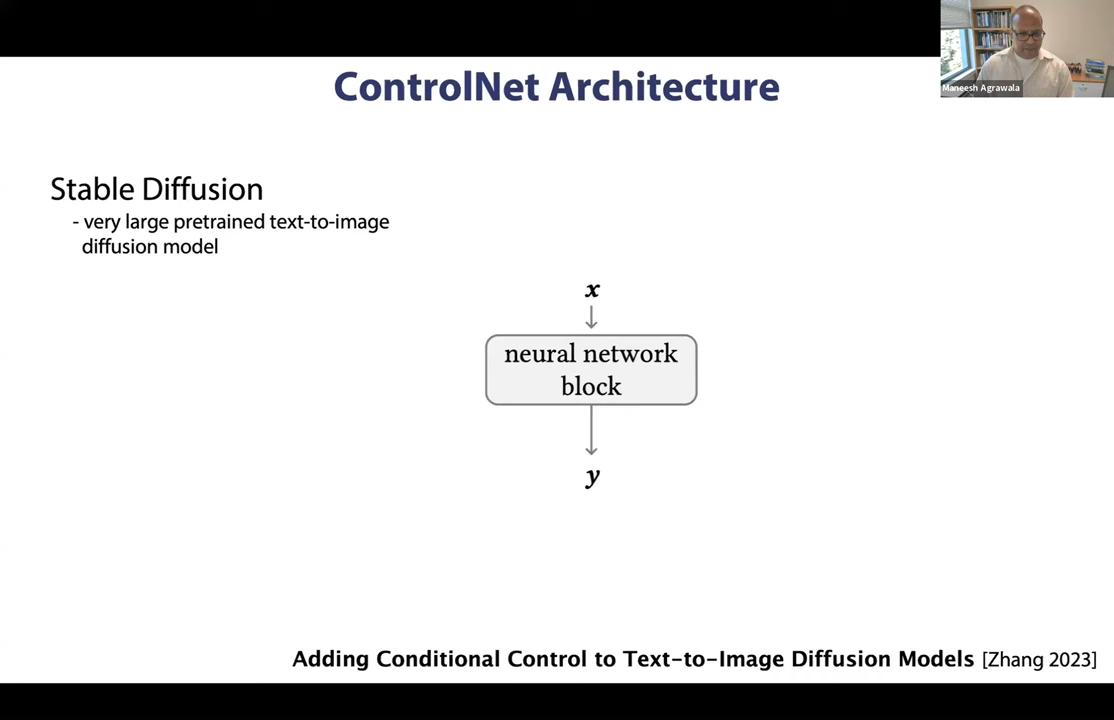 ControlNet Architecture
Maneesh Agrawala
Stable Diffusion
- very large pretrained text-to-image
diffusion model
x
neural network
block
y
Adding Conditional Control to Text-to-Image Diffusion Models [Zhang 2023]